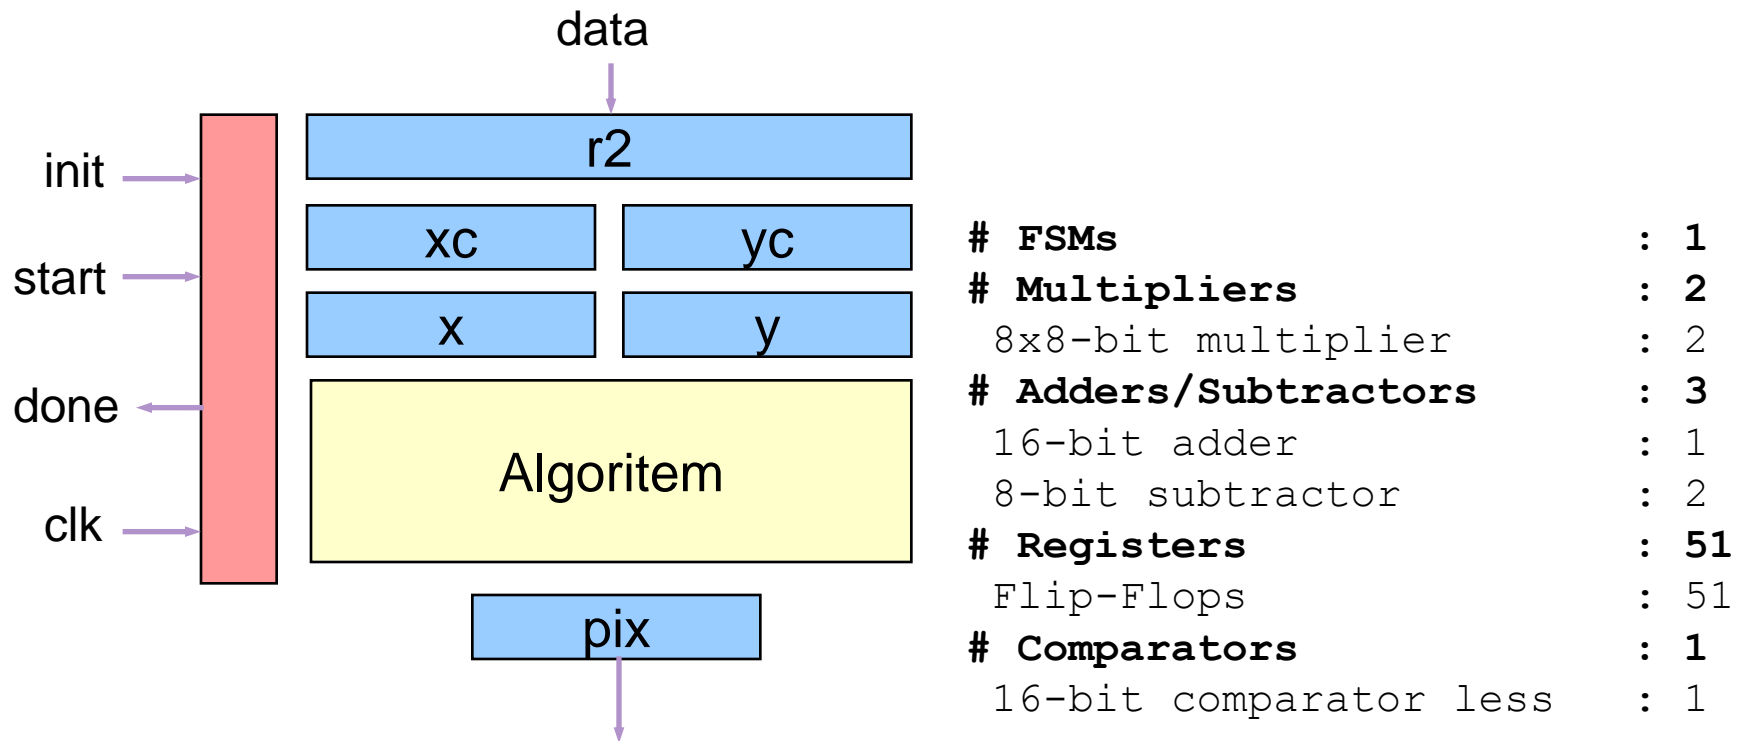 data
r2
init
xc yc
start
x y
done
Algoritem
clk
pix
# FSMs : 1
# Multipliers : 2
8x8-bit multiplier : 2
# Adders/Subtractors : 3
16-bit adder : 1
8-bit subtractor : 2
# Registers : 51
Flip-Flops : 51
# Comparators : 1
16-bit comparator less : 1